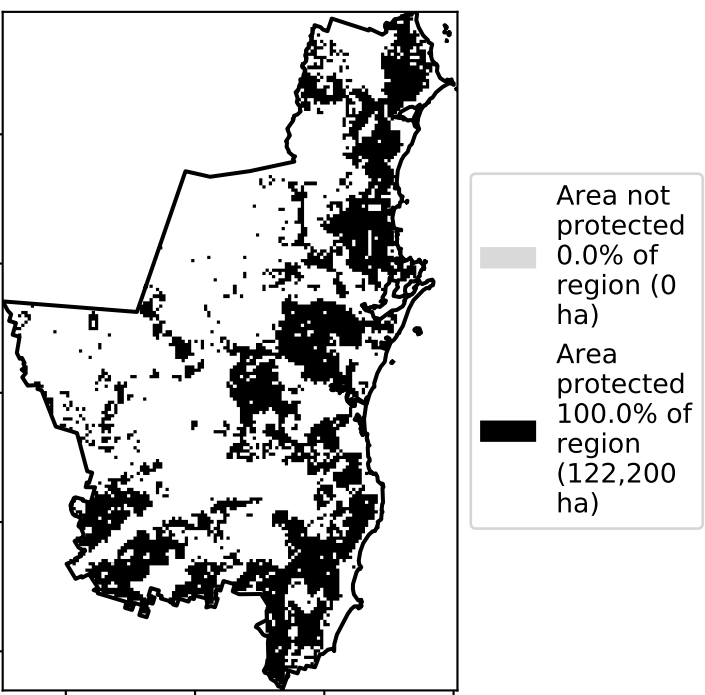 Area not
protected
0.0% of
region (0
ha)
Area
protected
100.0% of
region
(122,200
ha)